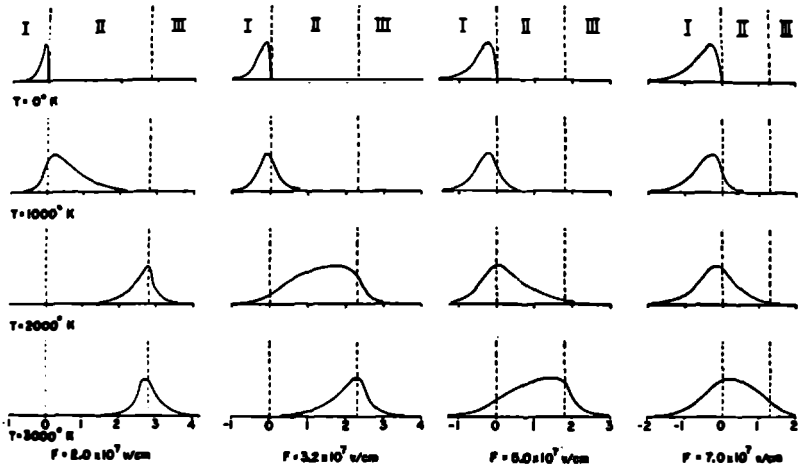 I II III I II III I II III I II III
T=0° K
T=1000° K
T=2000° K
-1 0 1 2 3 4 -1 0 1 2 3 4 -1 0 1 2 3 -2 -1 0 1 2
T=3000° K
F = 2.0 x 10⁷ v/cm F = 3.2 x 10⁷ v/cm F = 5.0 x 10⁷ v/cm F = 7.0 x 10⁷ v/cm